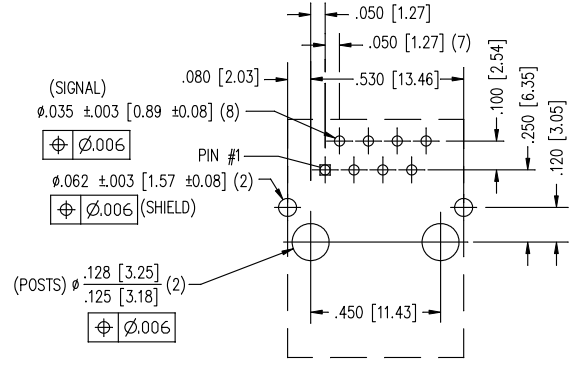 .050 [1.27]
.050 [1.27] (7)
.080 [2.03]
.530 [13.46]
.100 [2.54]
.250 [6.35]
.120 [3.05]
(SIGNAL)
ø.035 ±.003 [0.89 ±0.08] (8)
⌖ Ø.006
PIN #1
ø.062 ±.003 [1.57 ±0.08] (2)
⌖ Ø.006 (SHIELD)
(POSTS) ø .128 [3.25] (2)
.125 [3.18]
⌖ Ø.006
.450 [11.43]